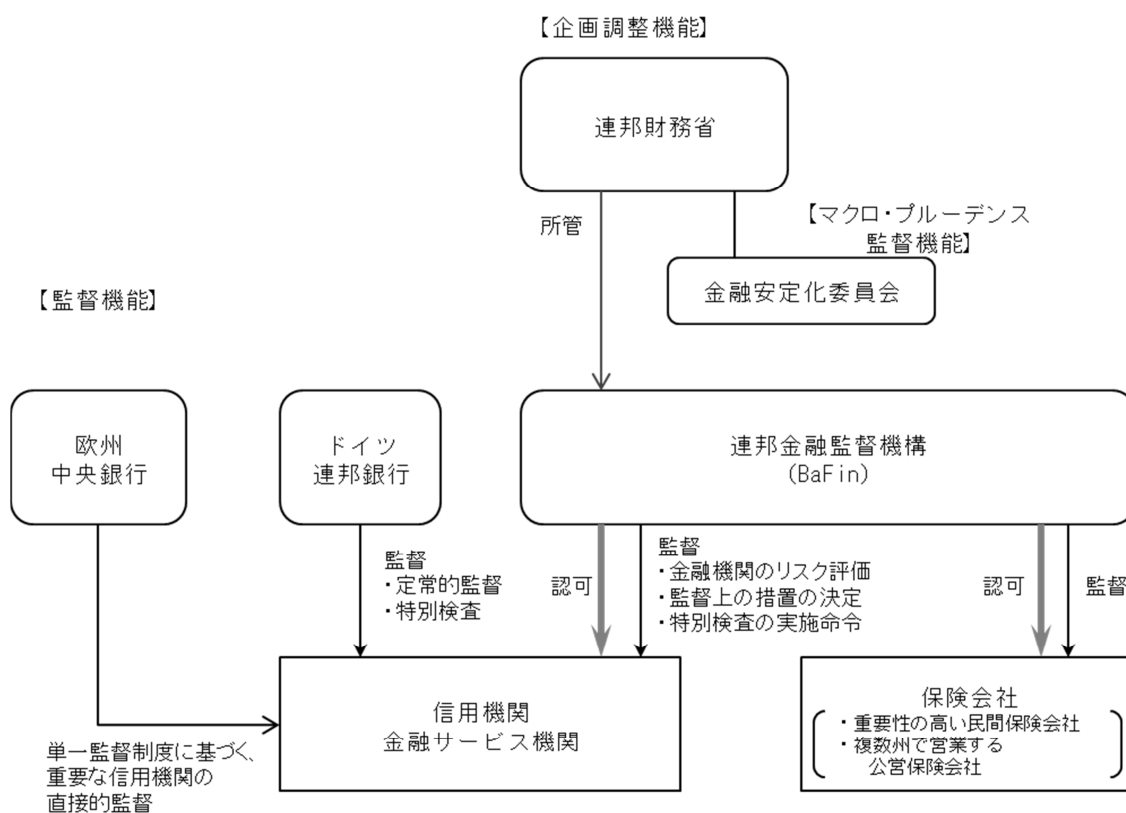 【企画調整機能】
連邦財務省
所管
【マクロ・プルーデンス
監督機能】
金融安定化委員会
【監督機能】
欧州
中央銀行
ドイツ
連邦銀行
連邦金融監督機構
(BaFin)
監督
・定常的監督
・特別検査
認可
監督
・金融機関のリスク評価
・監督上の措置の決定
・特別検査の実施命令
認可
監督
信用機関
金融サービス機関
保険会社
・重要性の高い民間保険会社
・複数州で営業する
公営保険会社
単一監督制度に基づく、
重要な信用機関の
直接的監督